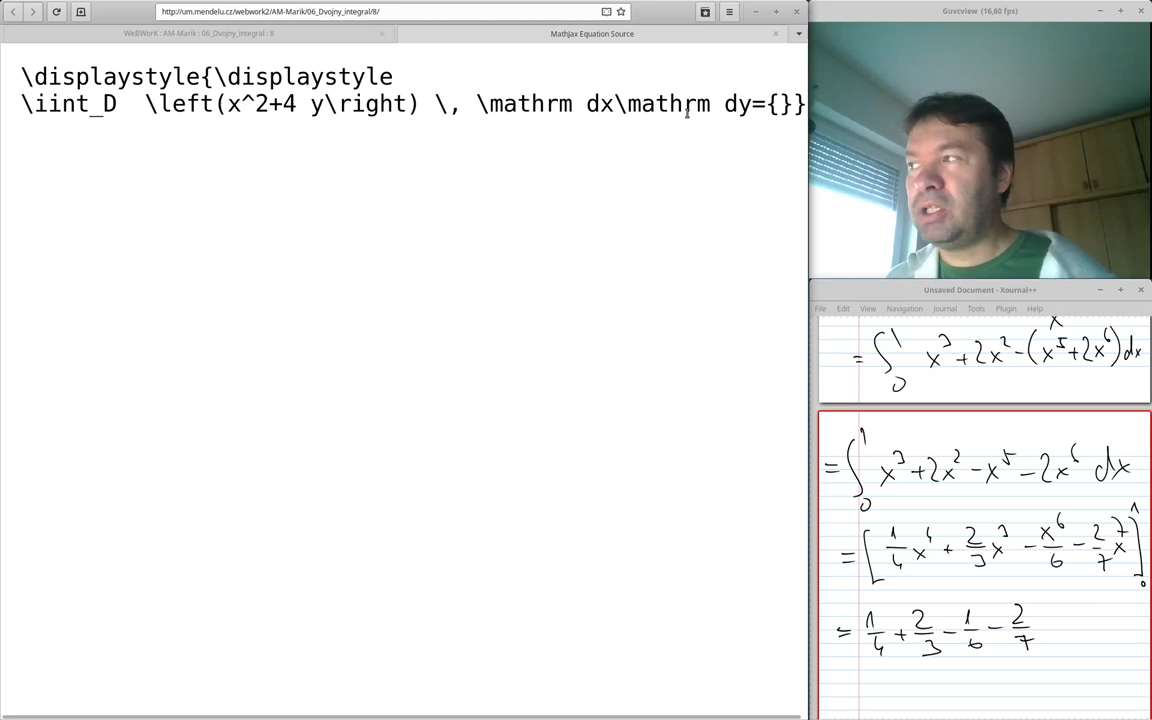 http://um.mendelu.cz/webwork2/AM-Marik/06_Dvojny_integral/8/
WeBWorK : AM-Marik : 06_Dvojny_integral : 8
MathJax Equation Source
\displaystyle{\displaystyle
\iint_D  \left(x^2+4 y\right) \, \mathrm dx\mathrm dy={}}
Guvcview (16,60 fps)
Unsaved Document - Xournal++
File Edit View Navigation Journal Tools Plugin Help
x
= ∫₀¹ x³ + 2x² - (x⁵ + 2x⁶) dx
= ∫₀¹ x³ + 2x² - x⁵ - 2x⁶ dx
= [1/4 x⁴ + 2/3 x³ - x⁶/6 - 2/7 x⁷]₀¹
= 1/4 + 2/3 - 1/6 - 2/7